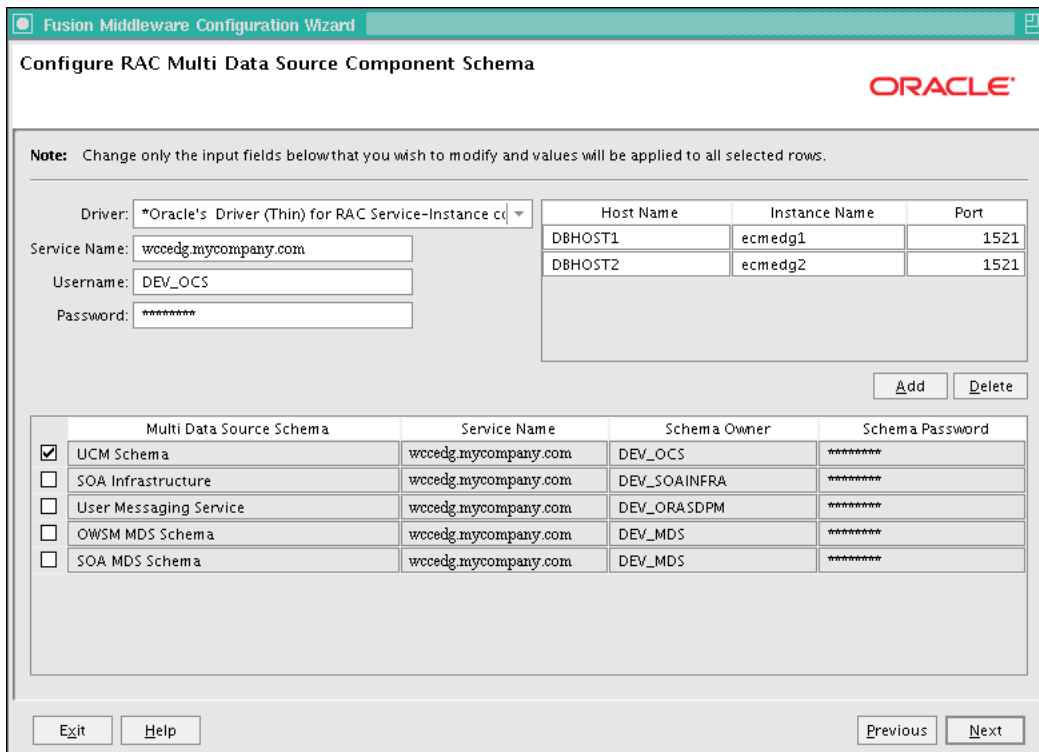 Fusion Middleware Configuration Wizard
Configure RAC Multi Data Source Component Schema
ORACLE
Note: Change only the input fields below that you wish to modify and values will be applied to all selected rows.
Driver: *Oracle's Driver (Thin) for RAC Service-Instance co
Service Name: wccedg.mycompany.com
Username: DEV_OCS
Password: ********
Host Name Instance Name Port
DBHOST1 ecmedg1 1521
DBHOST2 ecmedg2 1521
Add Delete
Multi Data Source Schema Service Name Schema Owner Schema Password
UCM Schema wccedg.mycompany.com DEV_OCS ********
SOA Infrastructure wccedg.mycompany.com DEV_SOAINFRA ********
User Messaging Service wccedg.mycompany.com DEV_ORASDPM ********
OWSM MDS Schema wccedg.mycompany.com DEV_MDS ********
SOA MDS Schema wccedg.mycompany.com DEV_MDS ********
Exit Help Previous Next